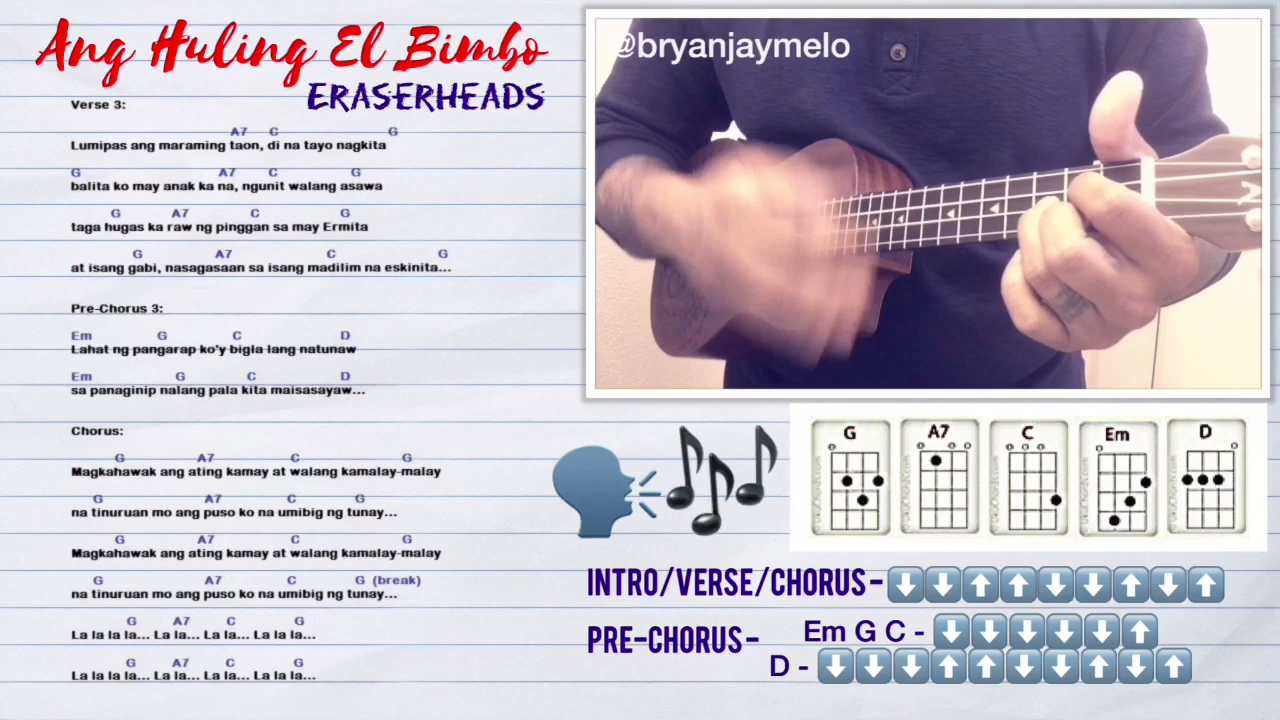 Ang Huling El Bimbo
ERASERHEADS
Verse 3:
A7 C G
Lumipas ang maraming taon, di na tayo nagkita
G A7 C G
balita ko may anak ka na, ngunit walang asawa
G A7 C G
taga hugas ka raw ng pinggan sa may Ermita
G A7 C G
at isang gabi, nasagasaan sa isang madilim na eskinita...
Pre-Chorus 3:
Em G C D
Lahat ng pangarap ko'y bigla lang natunaw
Em G C D
sa panaginip nalang pala kita maisasayaw...
Chorus:
G A7 C G
Magkahawak ang ating kamay at walang kamalay-malay
G A7 C G
na tinuruan mo ang puso ko na umibig ng tunay...
G A7 C G
Magkahawak ang ating kamay at walang kamalay-malay
G A7 C G (break)
na tinuruan mo ang puso ko na umibig ng tunay...
G A7 C G
La la la la... La la... La la... La la la...
G A7 C G
La la la la... La la... La la... La la la...
@bryanjaymelo
G A7 C Em D
INTRO/VERSE/CHORUS - ⬇⬇⬆⬆⬇⬇⬆⬇⬆
PRE-CHORUS - Em G C - ⬇⬇⬇⬇⬇⬆
D - ⬇⬇⬇⬆⬆⬇⬇⬆⬇⬆